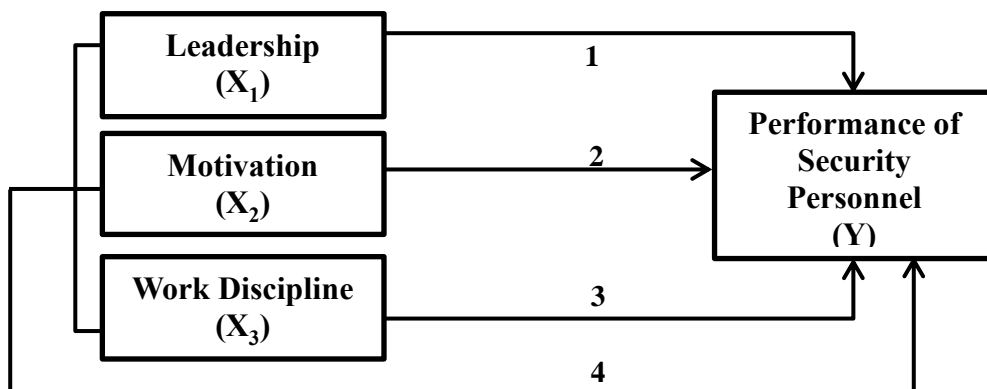 Leadership
(X₁)
1
Motivation
(X₂)
2
Work Discipline
(X₃)
3
4
Performance of
Security
Personnel
(Y)